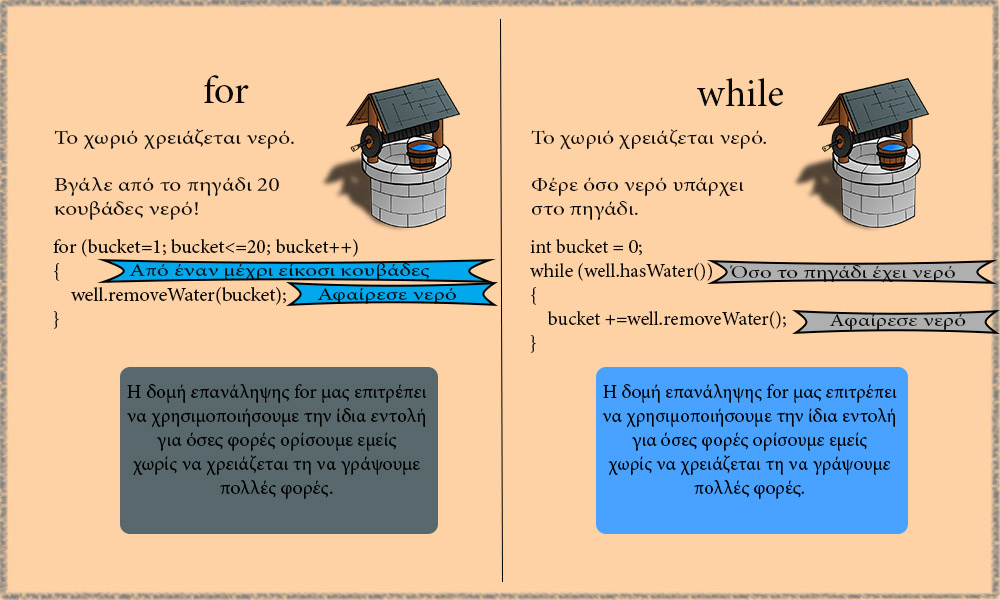 for
Το χωριό χρειάζεται νερό.
Βγάλε από το πηγάδι 20
κουβάδες νερό!
for (bucket=1; bucket<=20; bucket++)
{ Από έναν μέχρι είκοσι κουβάδες
well.removeWater(bucket); Αφαίρεσε νερό
}
Η δομή επανάληψης for μας επιτρέπει
να χρησιμοποιήσουμε την ίδια εντολή
για όσες φορές ορίσουμε εμείς
χωρίς να χρειάζεται τη να γράψουμε
πολλές φορές.
while
Το χωριό χρειάζεται νερό.
Φέρε όσο νερό υπάρχει
στο πηγάδι.
int bucket = 0;
while (well.hasWater()) Όσο το πηγάδι έχει νερό
{
bucket +=well.removeWater(); Αφαίρεσε νερό
}
Η δομή επανάληψης for μας επιτρέπει
να χρησιμοποιήσουμε την ίδια εντολή
για όσες φορές ορίσουμε εμείς
χωρίς να χρειάζεται τη να γράψουμε
πολλές φορές.